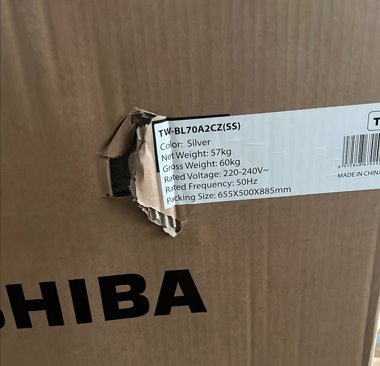 TW-BL70A2CZ(SS)
Color: Silver
Net Weight: 57kg
Gross Weight: 60kg
Rated Voltage: 220-240V~
Rated Frequency: 50Hz
Packing Size: 655X500X885mm
MADE IN CHINA
SHIBA